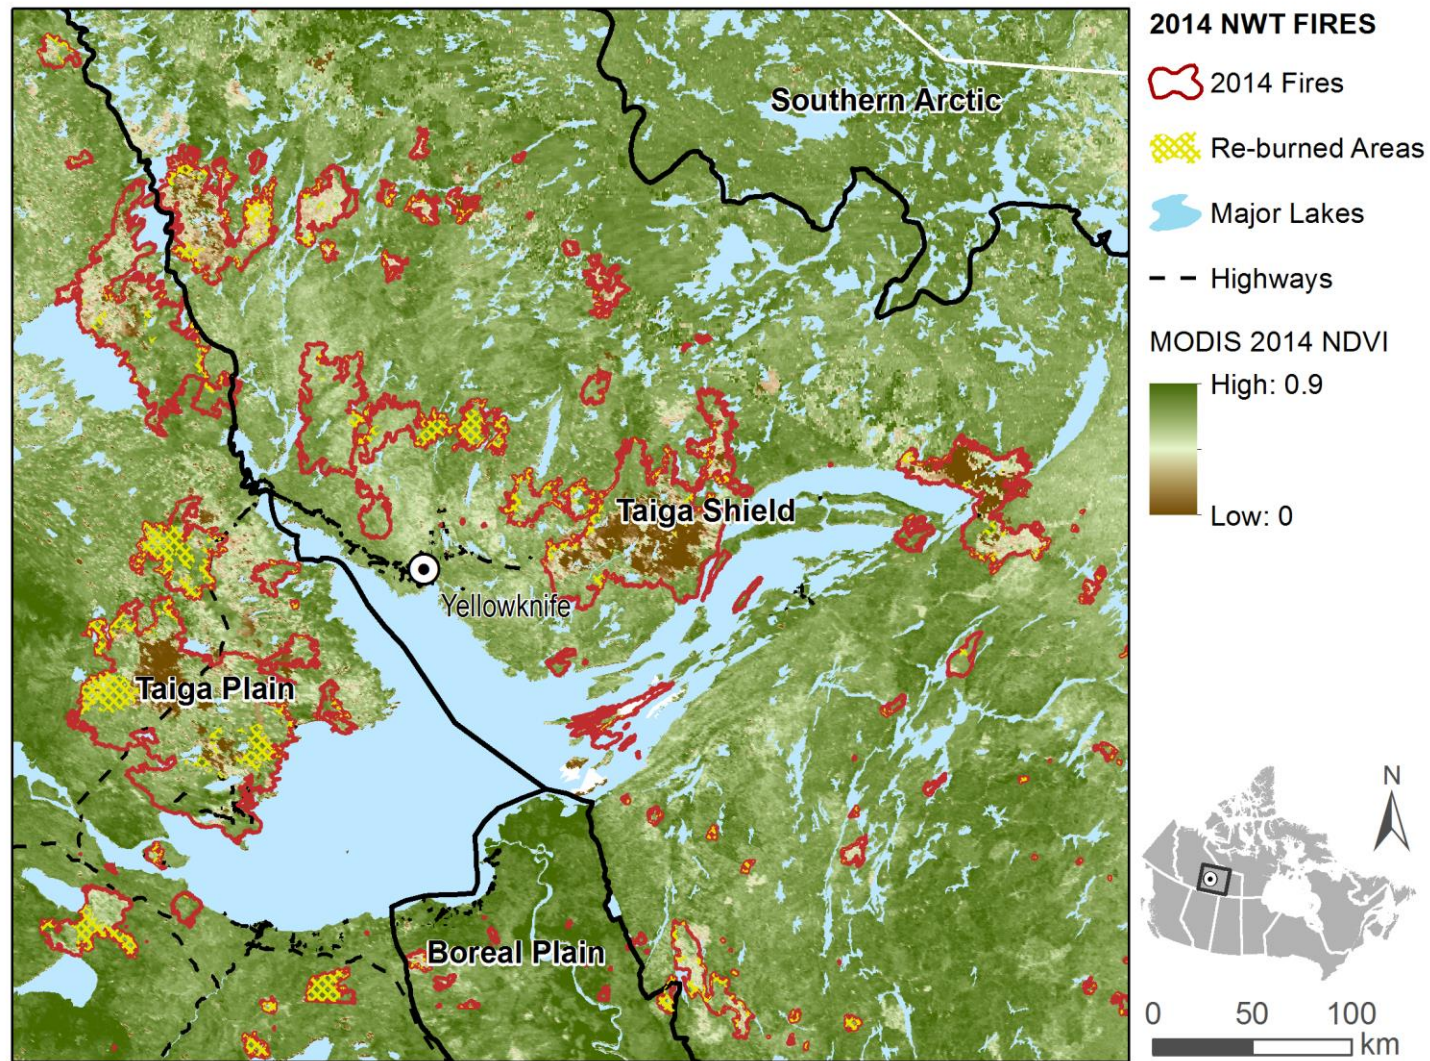 Southern Arctic
Taiga Shield
Yellowknife
Taiga Plain
Boreal Plain
2014 NWT FIRES
2014 Fires
Re-burned Areas
Major Lakes
Highways
MODIS 2014 NDVI
High: 0.9
Low: 0
N
0 50 100
km